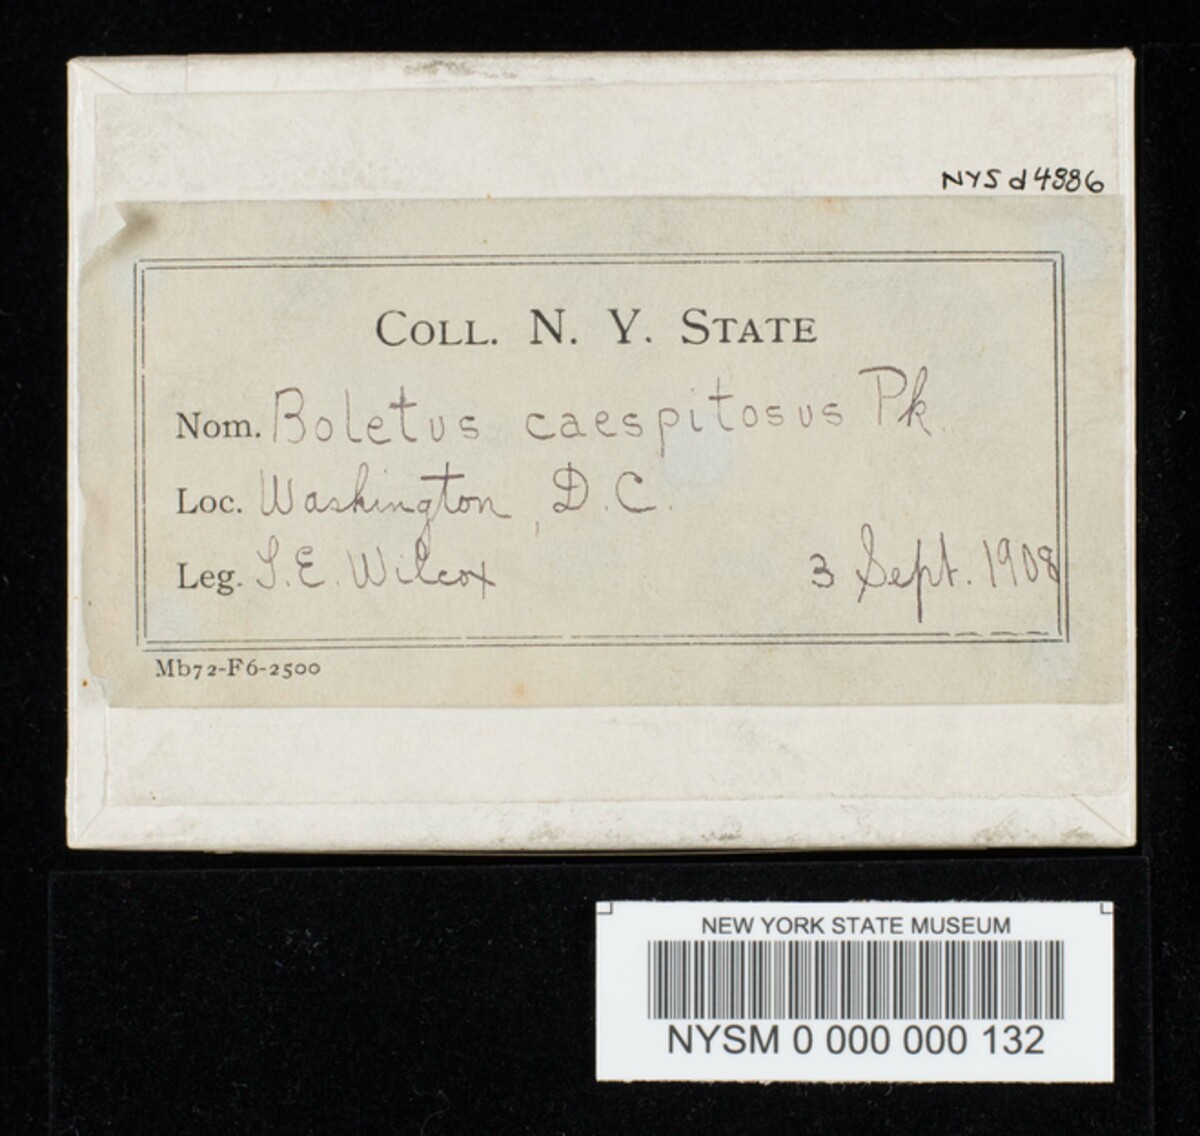 NYS d 4886
COLL. N. Y. STATE
Nom. Boletus caespitosus Pk.
Loc. Washington, D.C.
Leg. T.E. Wilcox 3 Sept. 1908
Mb72-F6-2500
NEW YORK STATE MUSEUM
NYSM 0 000 000 132